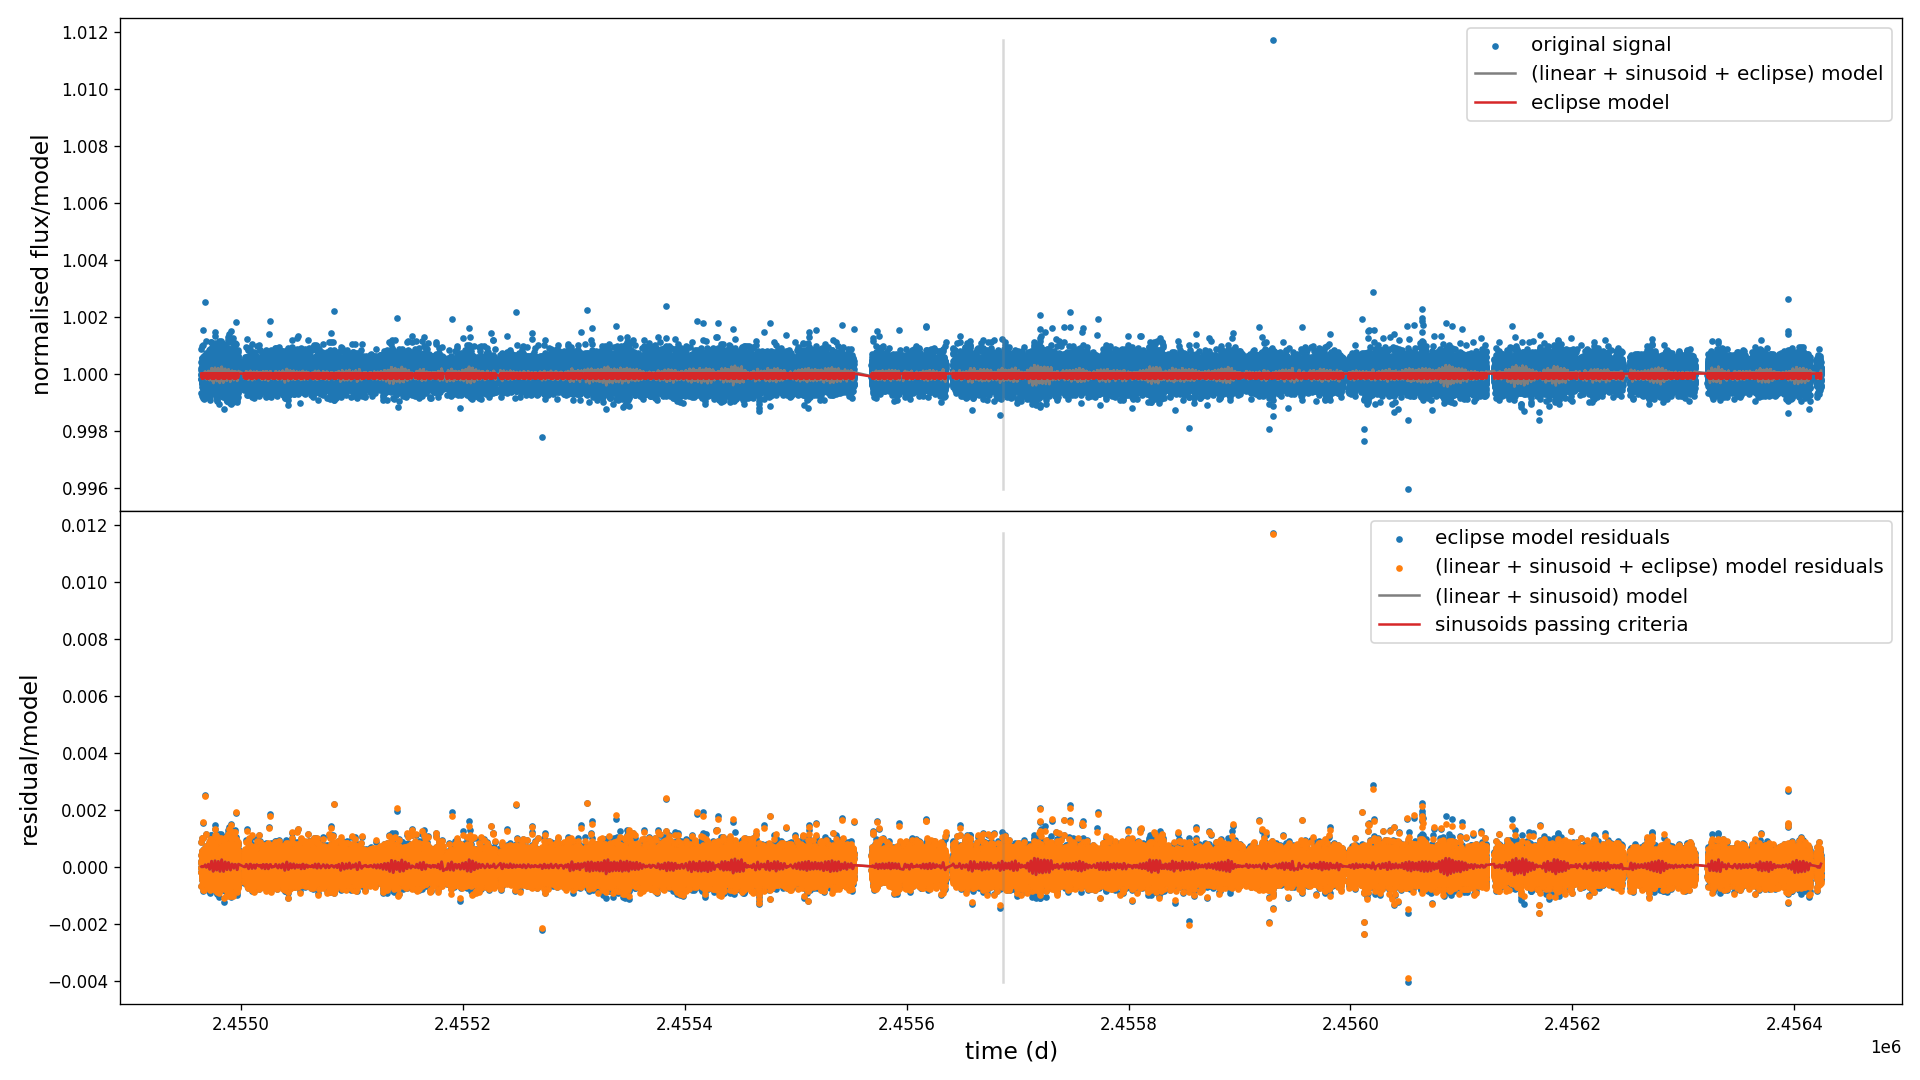 1.012
1.010
1.008
1.006
1.004
1.002
1.000
0.998
0.996
normalised flux/model
original signal
(linear + sinusoid + eclipse) model
eclipse model
0.012
0.010
0.008
0.006
0.004
0.002
0.000
−0.002
−0.004
residual/model
eclipse model residuals
(linear + sinusoid + eclipse) model residuals
(linear + sinusoid) model
sinusoids passing criteria
2.4550 2.4552 2.4554 2.4556 2.4558 2.4560 2.4562 2.4564
1e6
time (d)